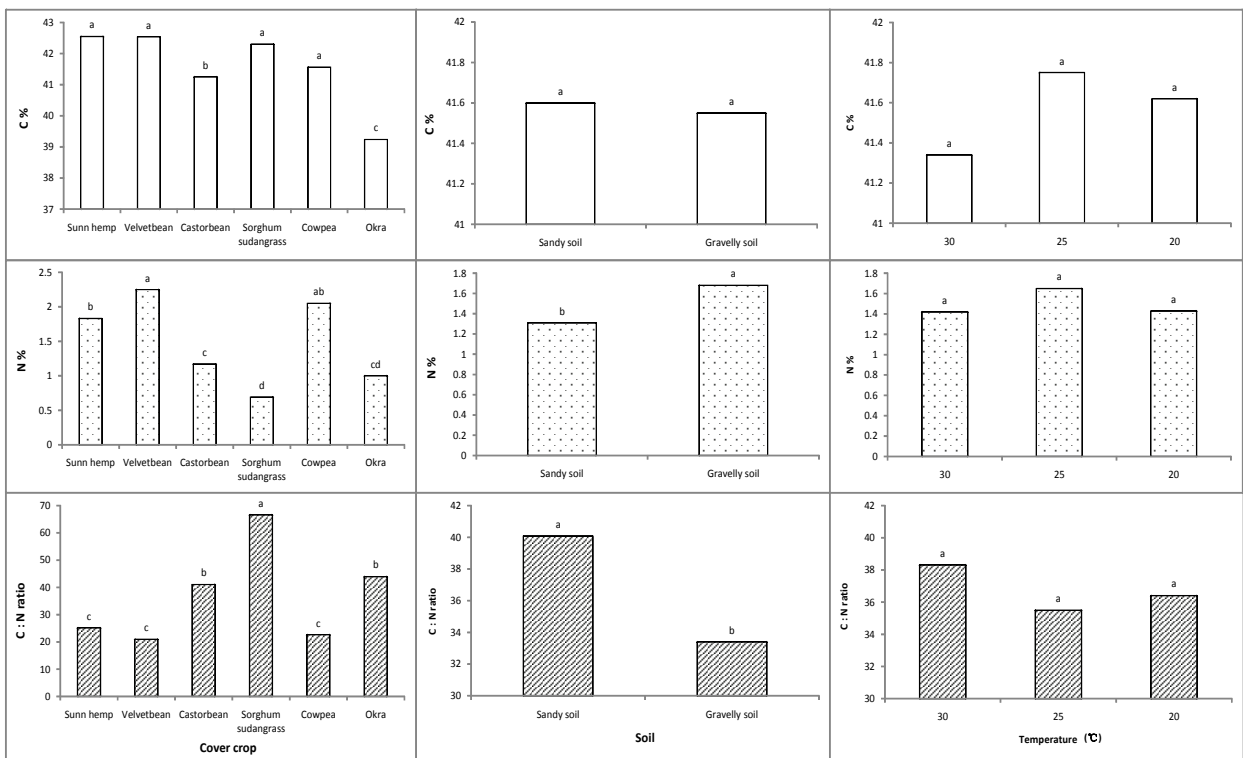 43
42
41
40
39
38
37
C %
a
a
b
a
a
c
Sunn hemp
Velvetbean
Castorbean
Sorghum
sudangrass
Cowpea
Okra
42
41.8
41.6
41.4
41.2
41
C %
a
a
Sandy soil
Gravelly soil
42
41.8
41.6
41.4
41.2
41
C%
a
a
a
30
25
20
2.5
2
1.5
1
0.5
0
N %
b
a
c
d
ab
cd
Sunn hemp
Velvetbean
Castorbean
Sorghum
sudangrass
Cowpea
Okra
1.8
1.6
1.4
1.2
1
0.8
0.6
0.4
0.2
0
N %
b
a
Sandy soil
Gravelly soil
1.8
1.6
1.4
1.2
1
0.8
0.6
0.4
0.2
0
N %
a
a
a
30
25
20
70
60
50
40
30
20
10
0
C : N ratio
c
c
b
a
c
b
Sunn hemp
Velvetbean
Castorbean
Sorghum
sudangrass
Cowpea
Okra
Cover crop
42
40
38
36
34
32
30
C : N ratio
a
b
Sandy soil
Gravelly soil
Soil
42
40
38
36
34
32
30
C : N ratio
a
a
a
30
25
20
Temperature (℃)